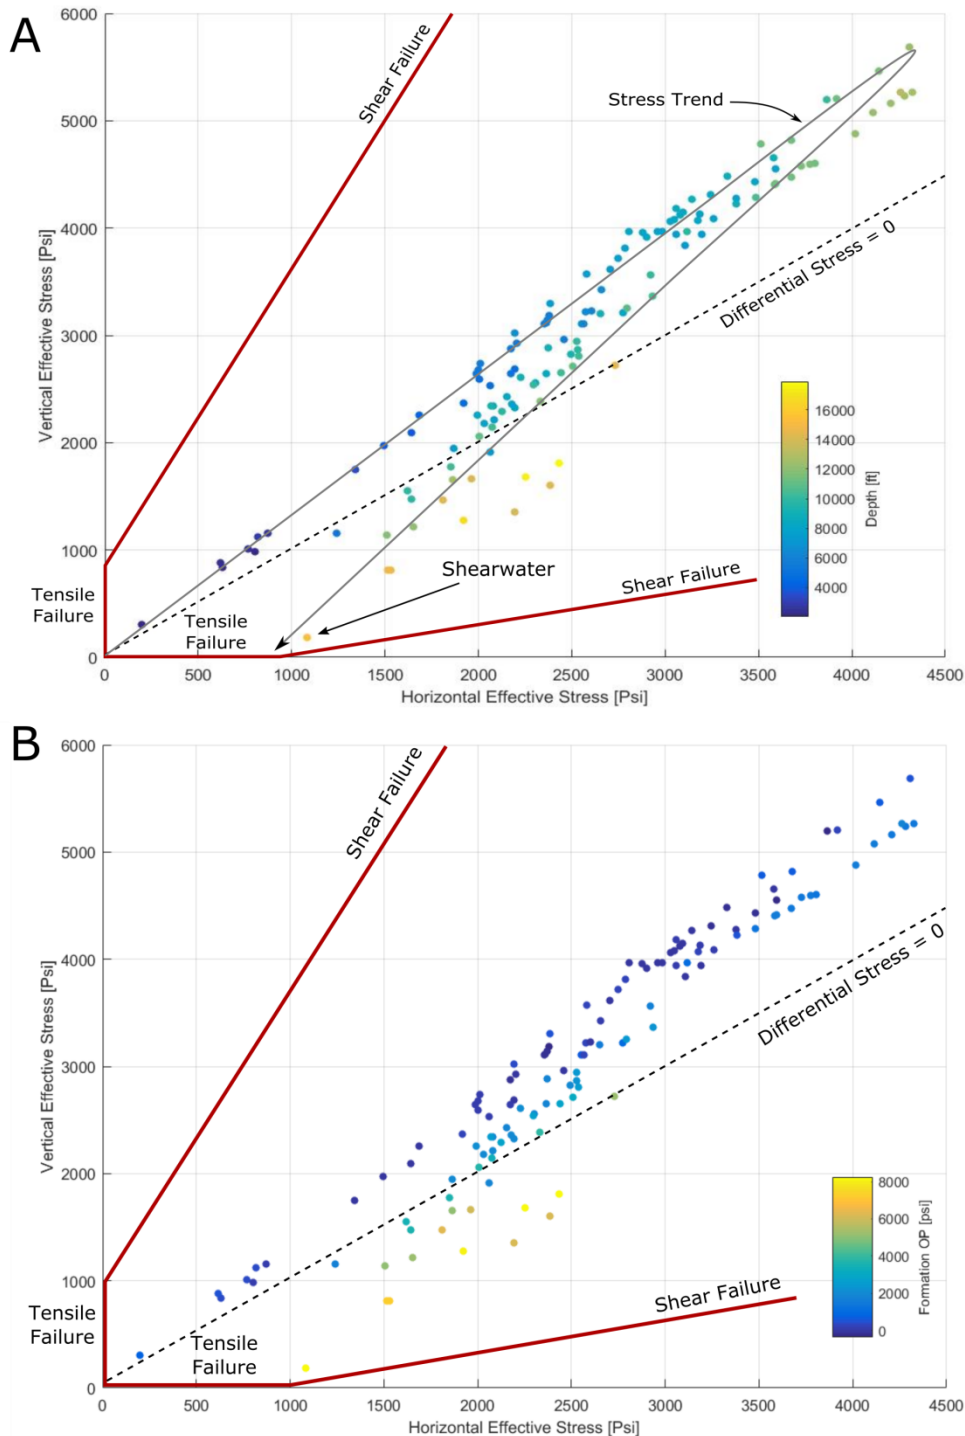 A
6000
5000
4000
3000
2000
1000
0
Vertical Effective Stress [Psi]
Shear Failure
Stress Trend
Differential Stress = 0
16000
14000
12000
10000
8000
6000
4000
Depth [ft]
Shearwater
Shear Failure
Tensile
Failure
Tensile
Failure
0
500
1000
1500
2000
2500
3000
3500
4000
4500
Horizontal Effective Stress [Psi]
B
6000
5000
4000
3000
2000
1000
0
Vertical Effective Stress [Psi]
Shear Failure
Differential Stress = 0
8000
6000
4000
2000
0
Formation OP [psi]
Shear Failure
Tensile
Failure
Tensile
Failure
0
500
1000
1500
2000
2500
3000
3500
4000
4500
Horizontal Effective Stress [Psi]